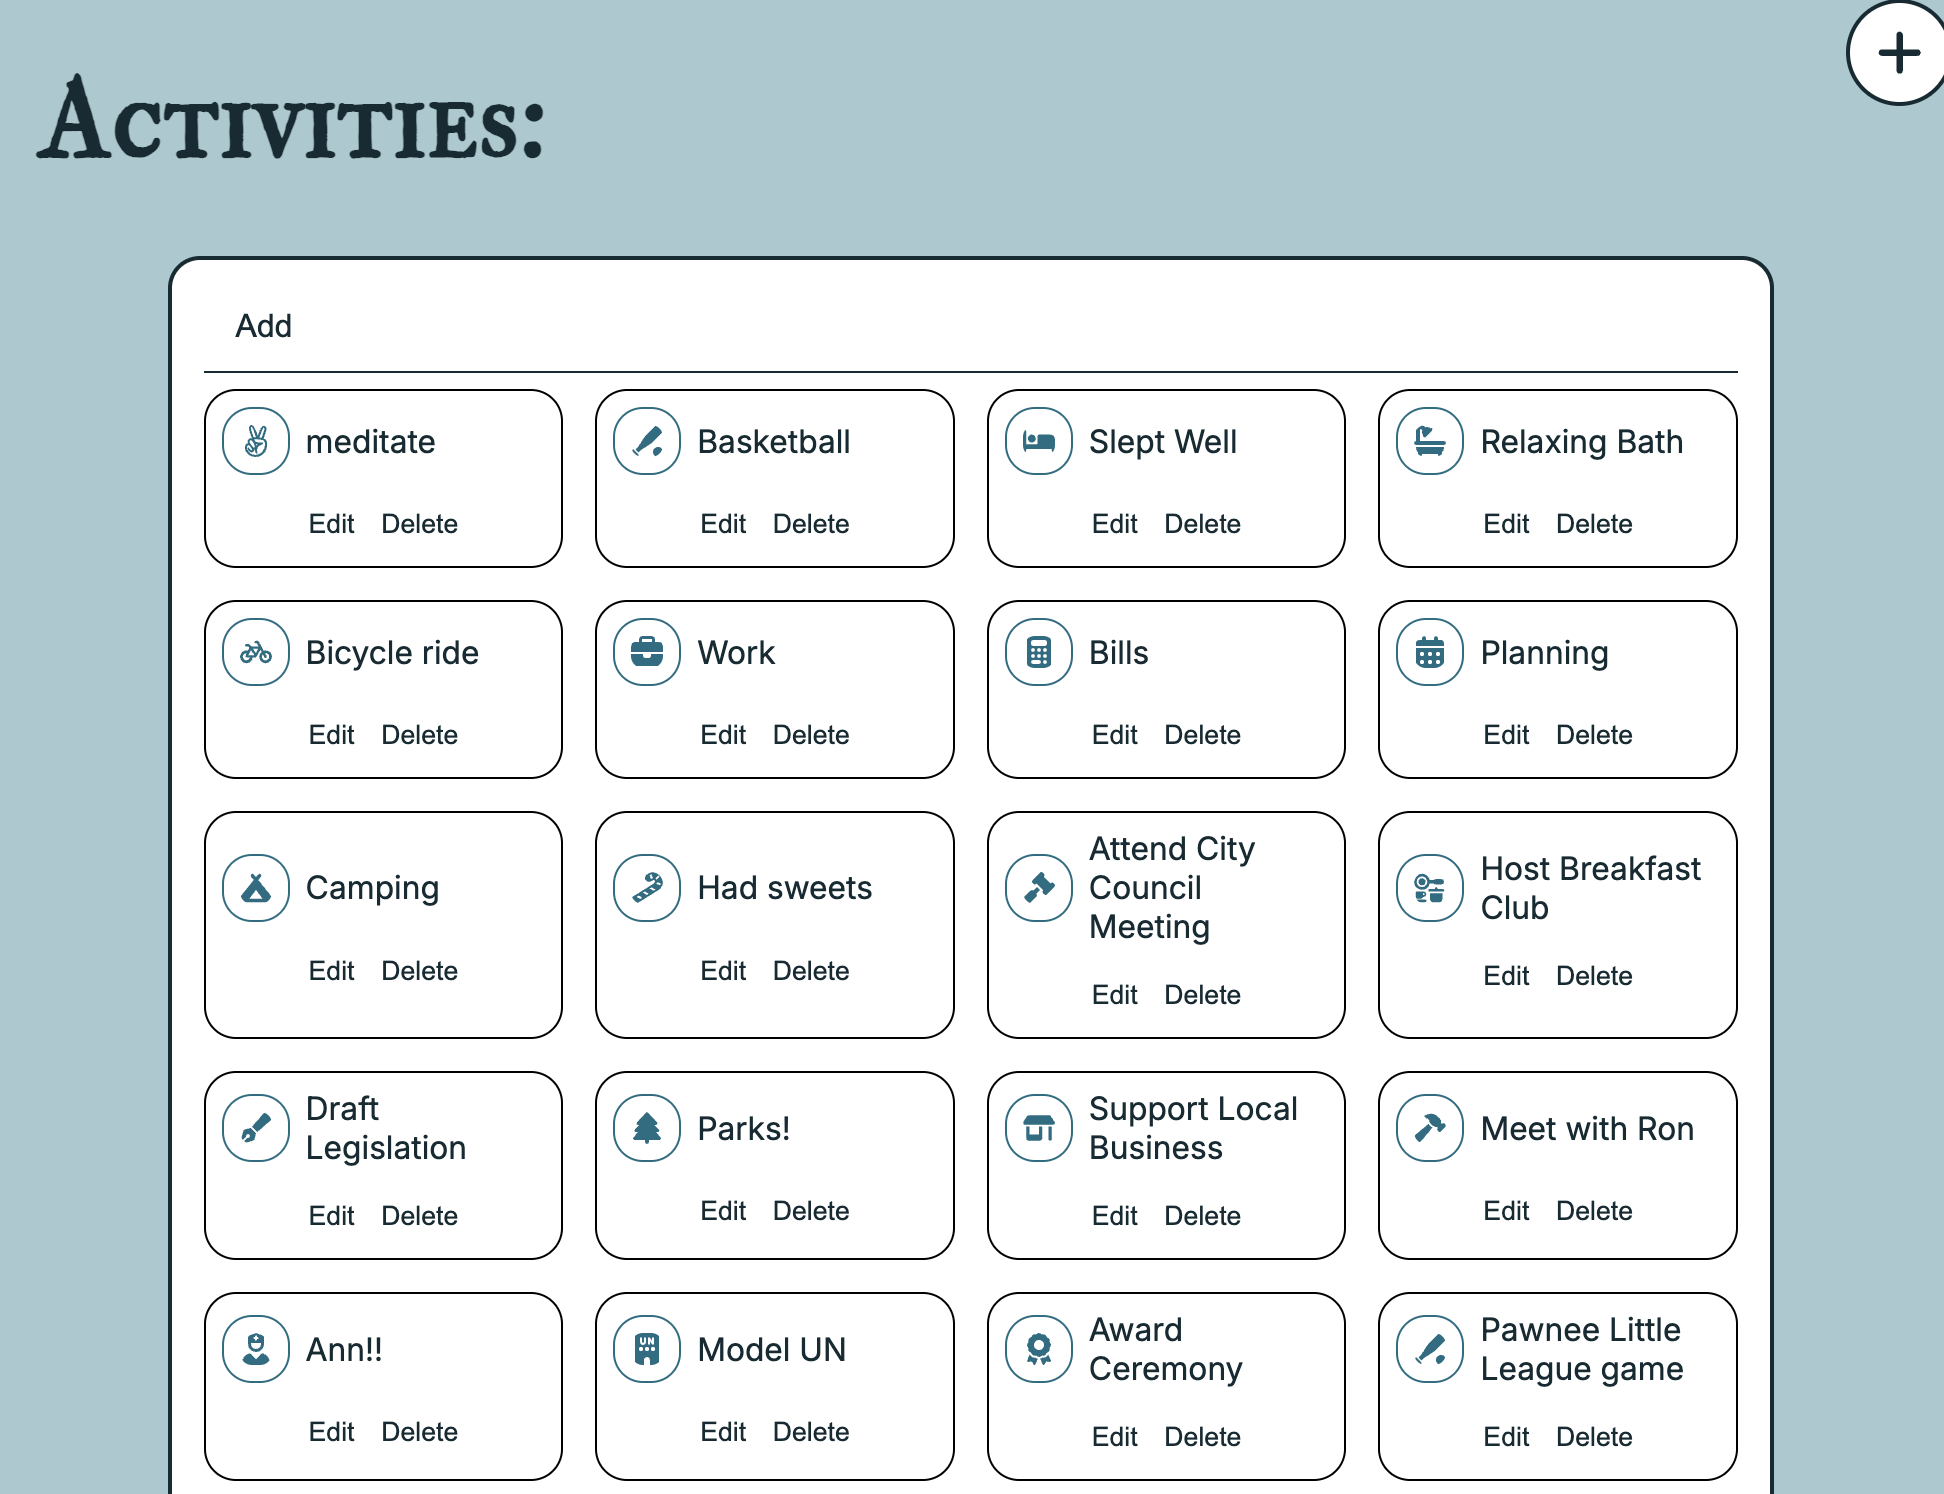 Activities:
Add
meditate
Edit Delete
Basketball
Edit Delete
Slept Well
Edit Delete
Relaxing Bath
Edit Delete
Bicycle ride
Edit Delete
Work
Edit Delete
Bills
Edit Delete
Planning
Edit Delete
Camping
Edit Delete
Had sweets
Edit Delete
Attend City
Council
Meeting
Edit Delete
Host Breakfast
Club
Edit Delete
Draft
Legislation
Edit Delete
Parks!
Edit Delete
Support Local
Business
Edit Delete
Meet with Ron
Edit Delete
Ann!!
Edit Delete
UN
Model UN
Edit Delete
Award
Ceremony
Edit Delete
Pawnee Little
League game
Edit Delete